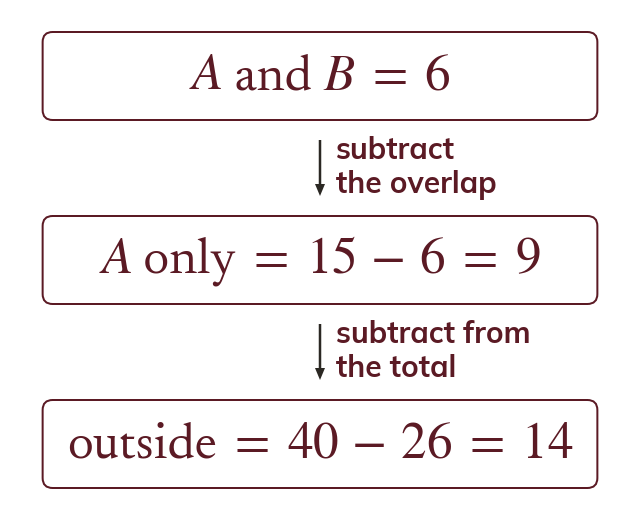 A and B = 6
subtract
the overlap
A only = 15 − 6 = 9
subtract from
the total
outside = 40 − 26 = 14